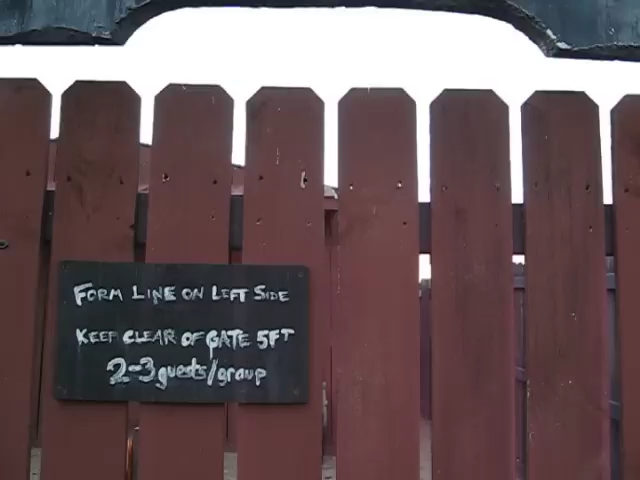 FORM LINE ON LEFT SIDE
KEEP CLEAR OF GATE 5FT
2-3 guests/group